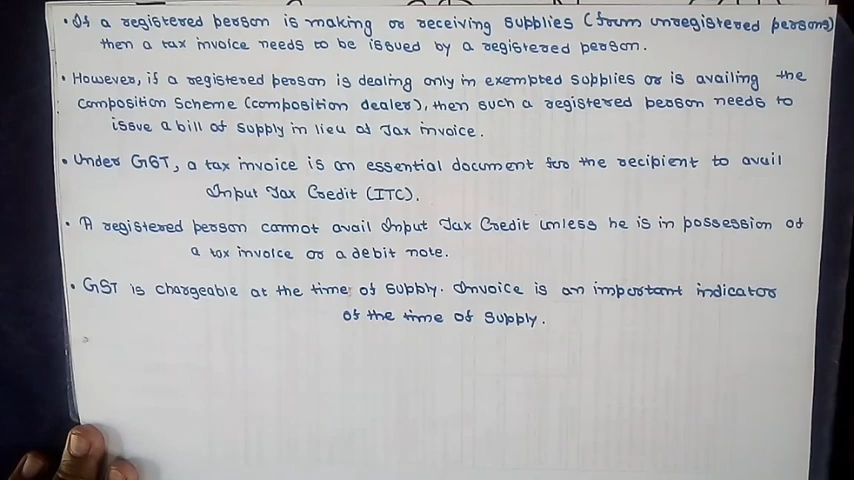 • If a registered person is making or receiving supplies (from unregistered persons)
then a tax invoice needs to be issued by a registered person.
• However, if a registered person is dealing only in exempted supplies or is availing the
composition scheme (composition dealer), then such a registered person needs to
issue a bill of supply in lieu of Tax invoice.
• Under GST, a tax invoice is an essential document for the recipient to avail
Input Tax Credit (ITC).
• A registered person cannot avail Input Tax Credit unless he is in possession of
a tax invoice or a debit note.
• GST is chargeable at the time of supply. Invoice is an important indicator
of the time of supply.